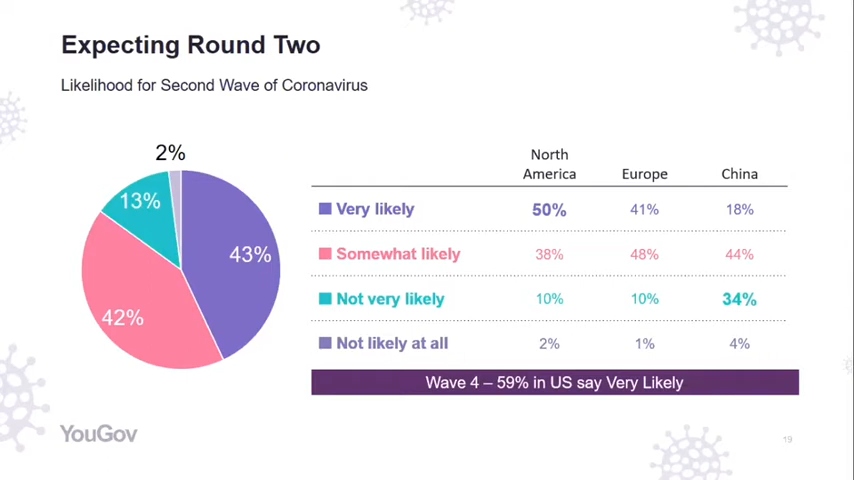 Expecting Round Two
Likelihood for Second Wave of Coronavirus
2%
13%
43%
42%
North
America Europe China
Very likely 50% 41% 18%
Somewhat likely 38% 48% 44%
Not very likely 10% 10% 34%
Not likely at all 2% 1% 4%
Wave 4 – 59% in US say Very Likely
YouGov
19